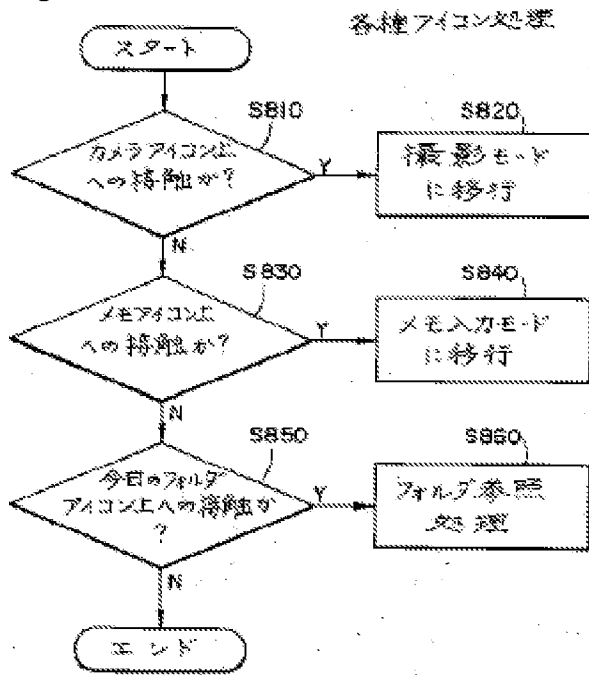 各種アイコン処理
スタート
S810
カメラアイコン上
への接触か？
Y
N
S820
撮影モード
に移行
S830
メモアイコン上
への接触か？
Y
N
S840
メモ入力モード
に移行
S850
今日のフォルダ
アイコン上への接触か
？
Y
N
S860
フォルダ参照
処理
エンド